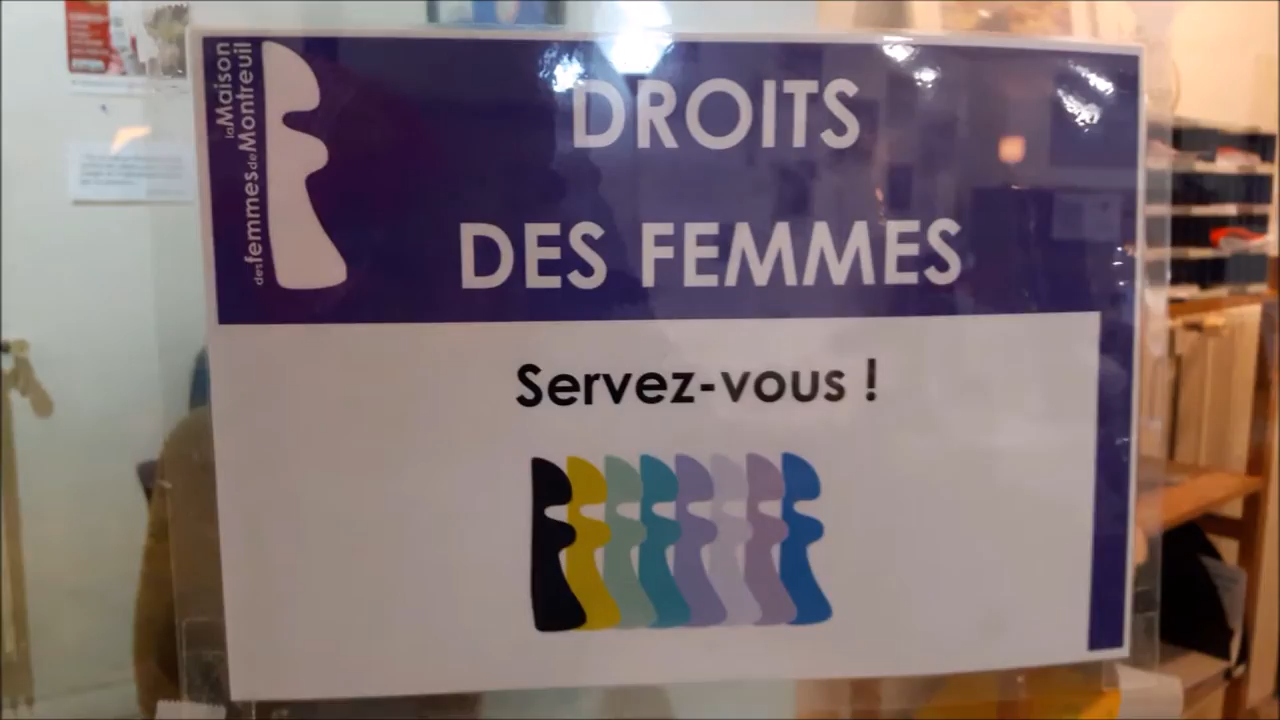 la Maison
des femmes de Montreuil
DROITS
DES FEMMES
Servez-vous !